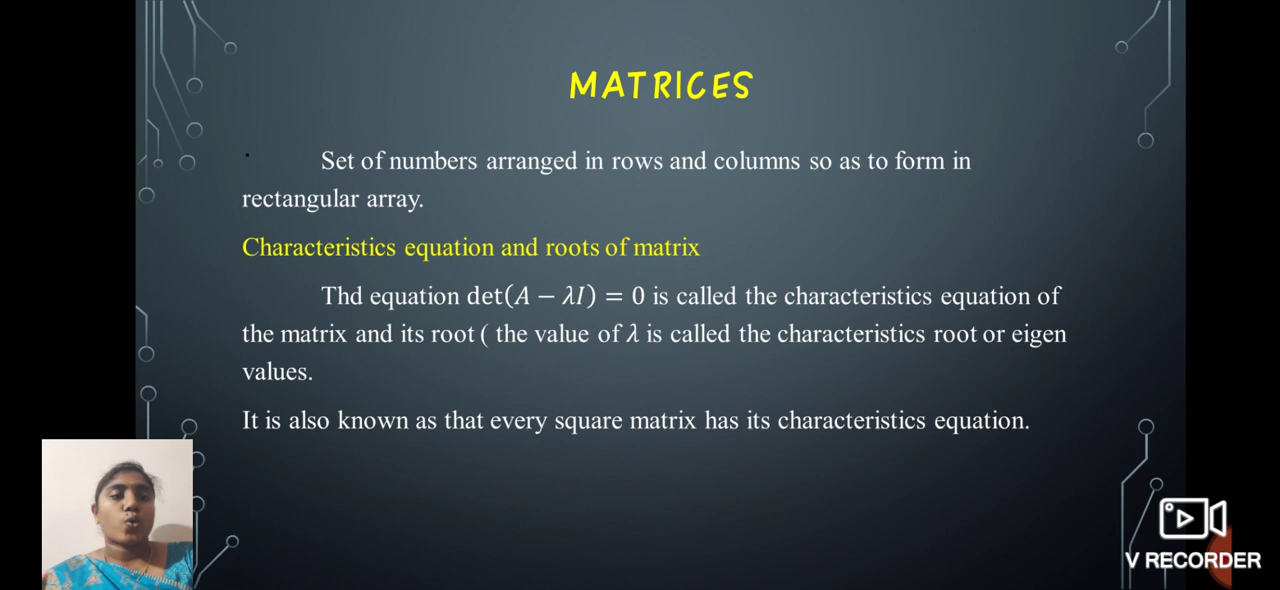 MATRICES
Set of numbers arranged in rows and columns so as to form in
rectangular array.
Characteristics equation and roots of matrix
Thd equation det(A − λI) = 0 is called the characteristics equation of
the matrix and its root ( the value of λ is called the characteristics root or eigen
values.
It is also known as that every square matrix has its characteristics equation.
V RECORDER